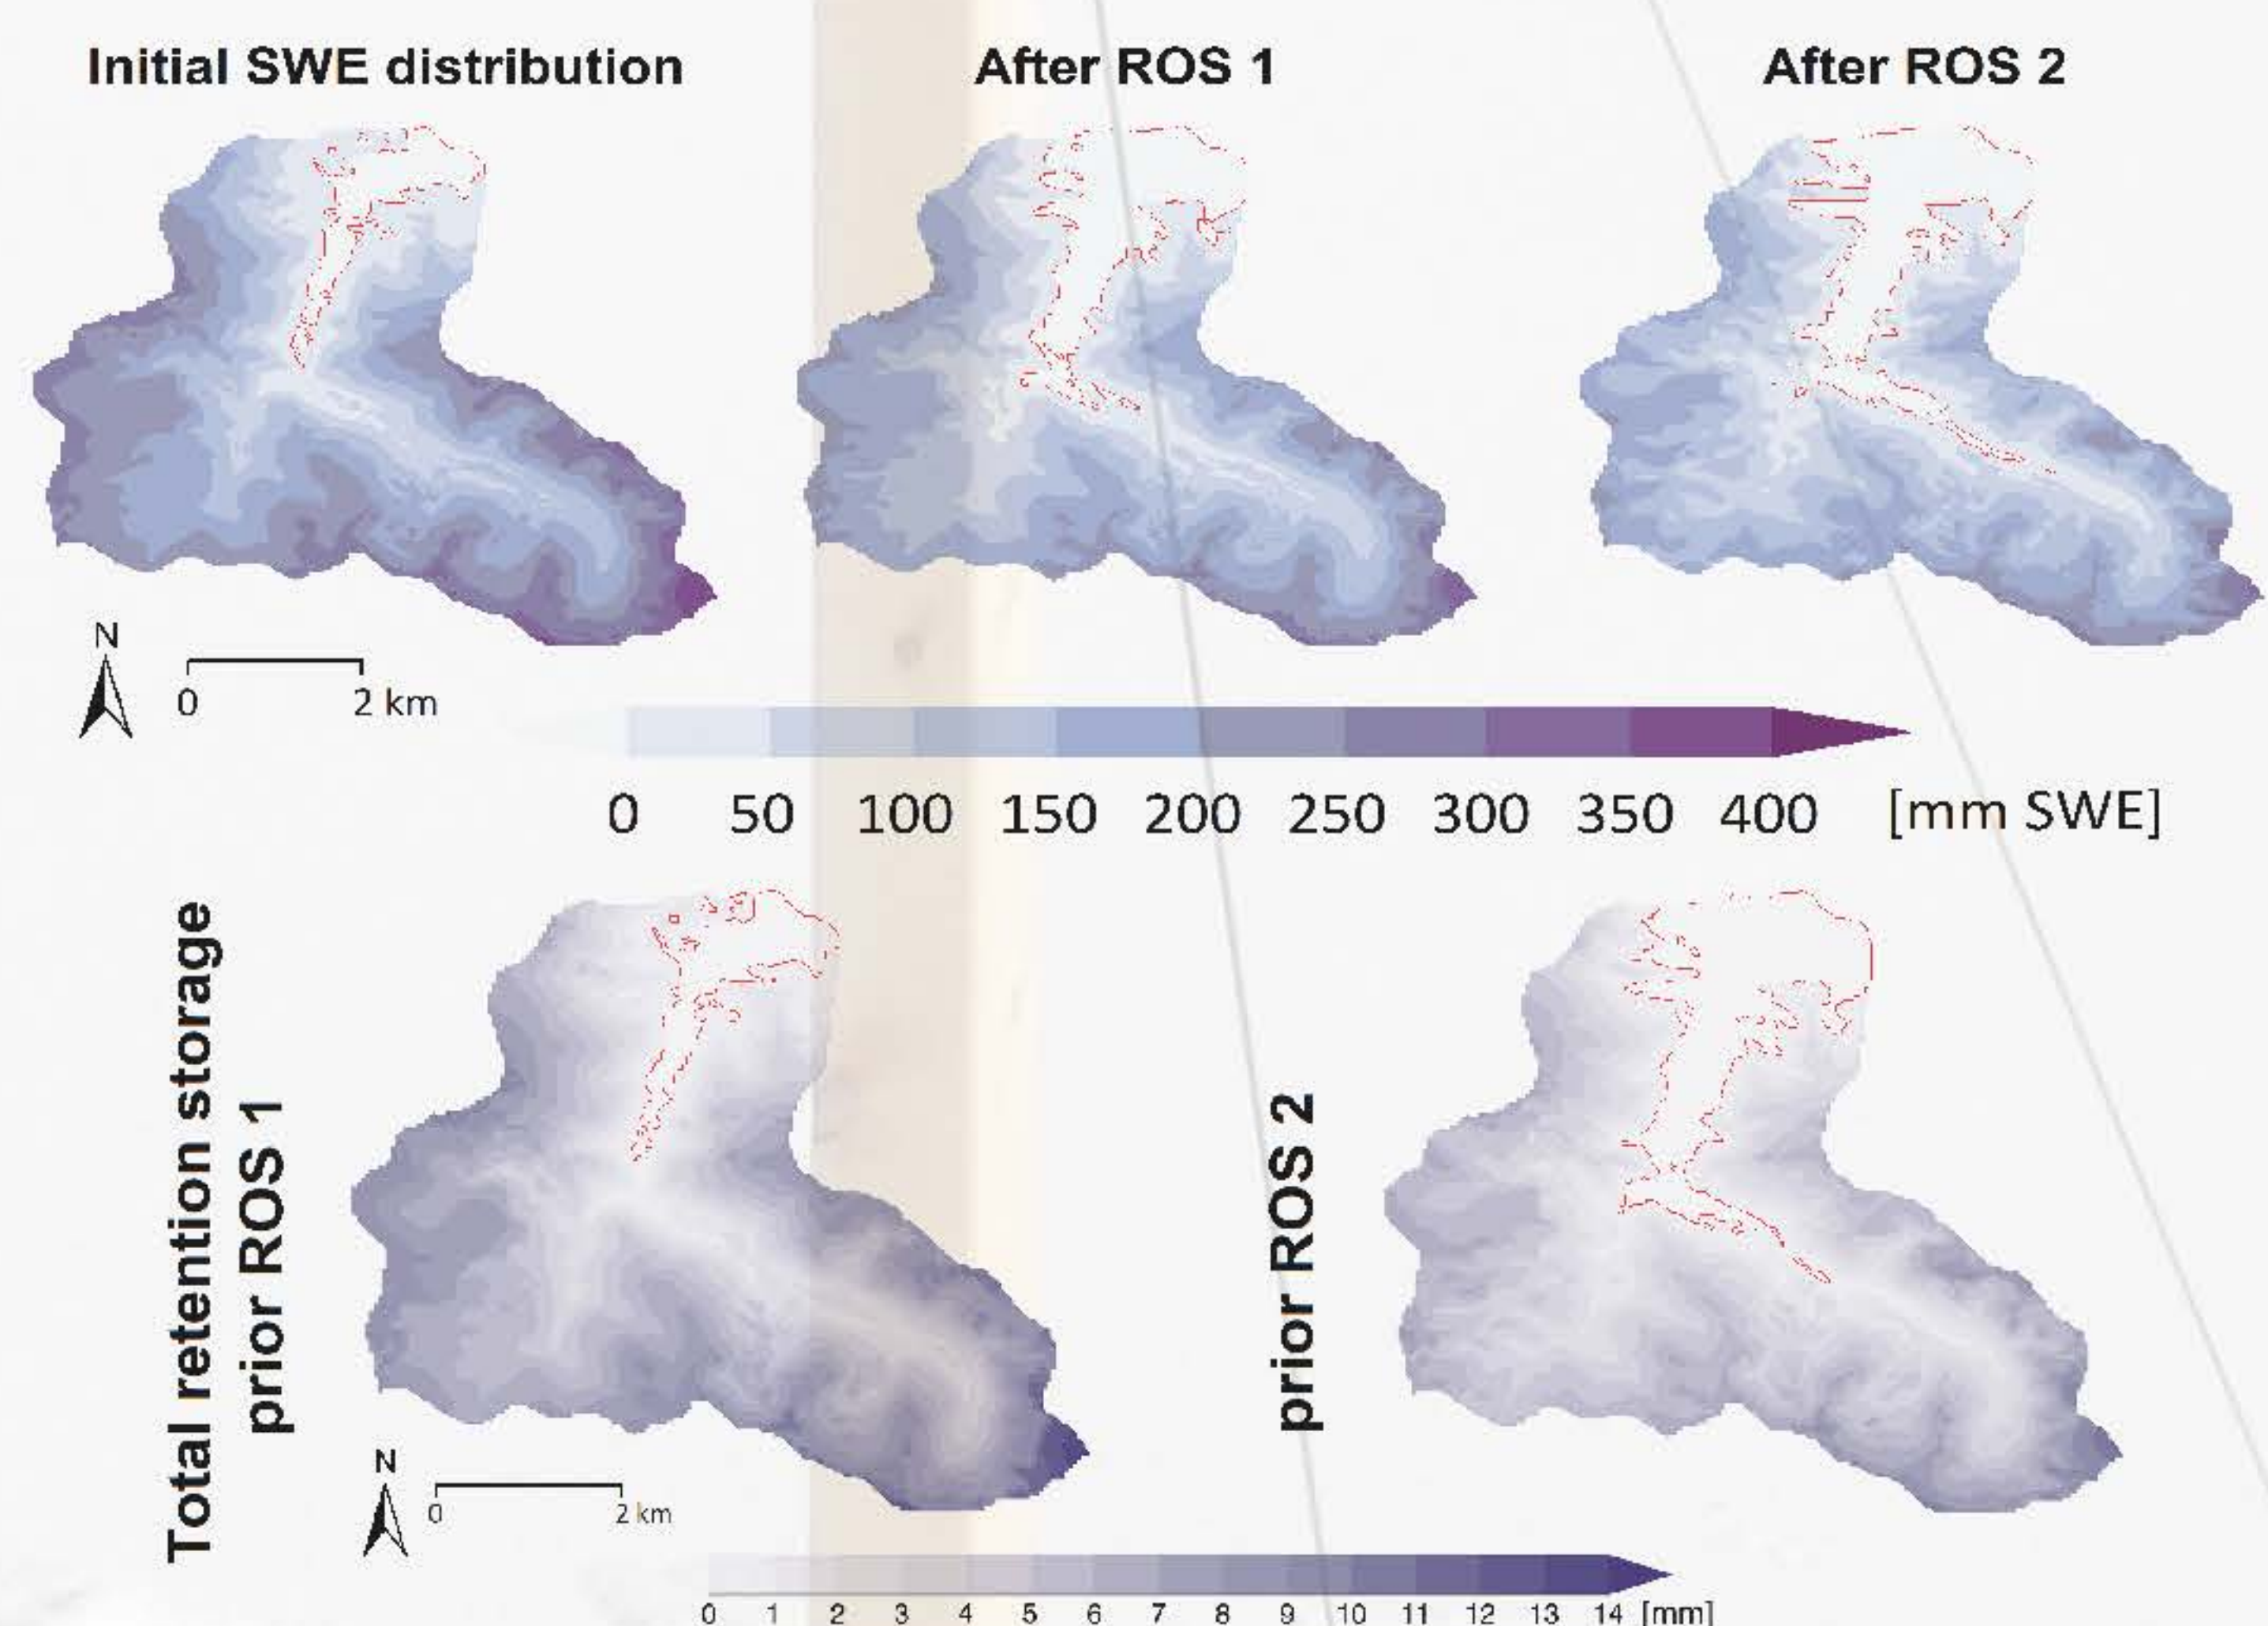 Initial SWE distribution
After ROS 1
After ROS 2
N
0 2 km
0 50 100 150 200 250 300 350 400 [mm SWE]
Total retention storage
prior ROS 1
prior ROS 2
N
0 2 km
0 1 2 3 4 5 6 7 8 9 10 11 12 13 14 [mm]